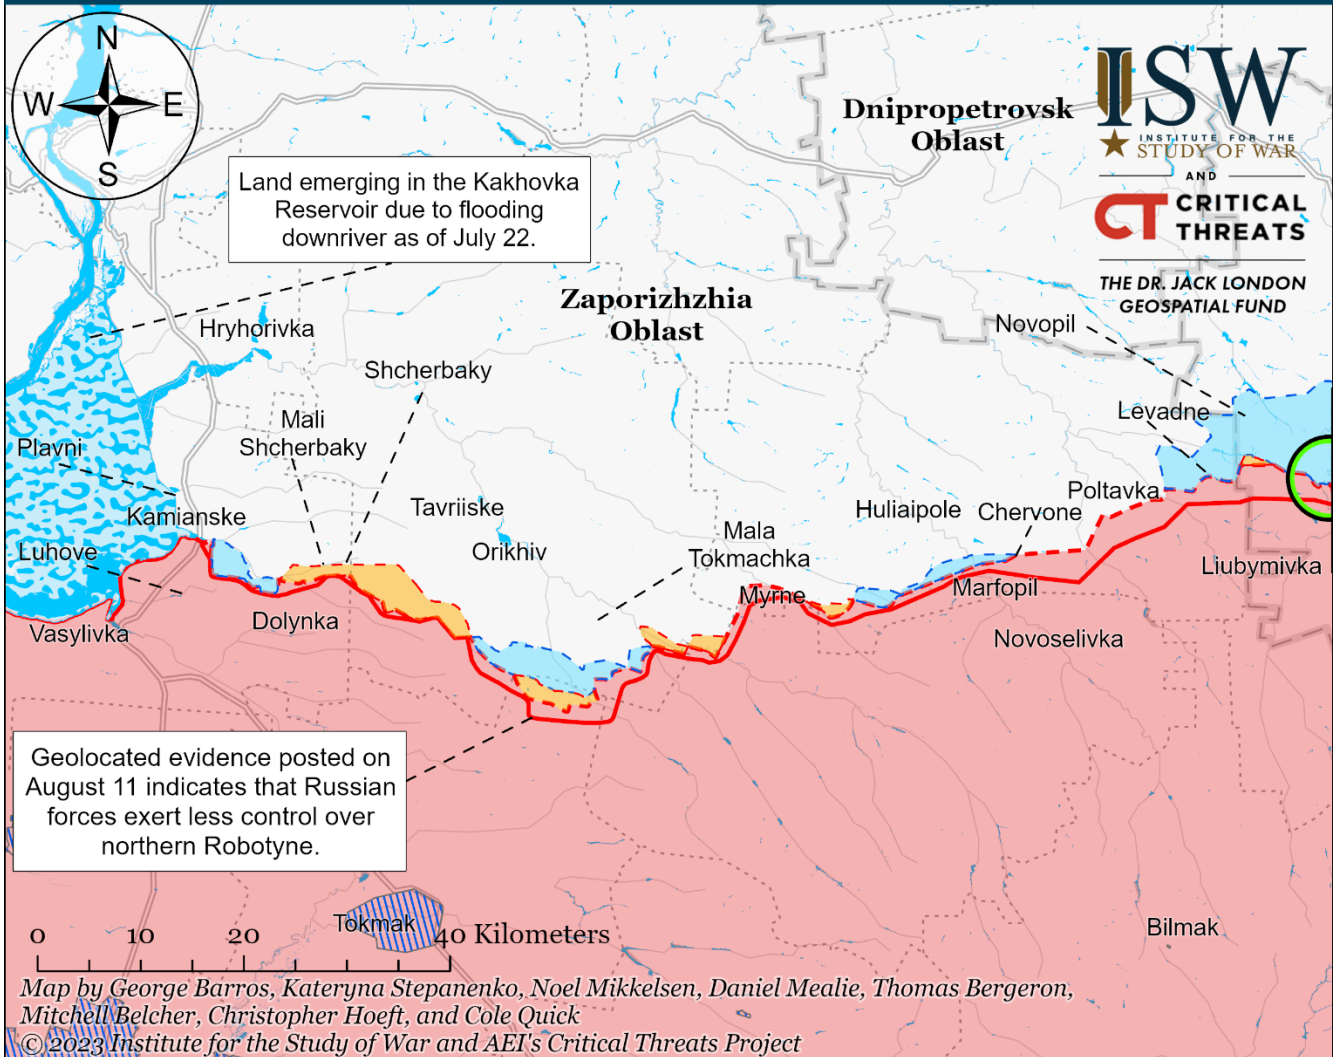 N
W
E
S
Dnipropetrovsk
Oblast
ISW
INSTITUTE FOR THE
STUDY OF WAR
AND
CT CRITICAL
THREATS
THE DR. JACK LONDON
GEOSPATIAL FUND
Land emerging in the Kakhovka
Reservoir due to flooding
downriver as of July 22.
Zaporizhzhia
Oblast
Novopil
Hryhorivka
Shcherbaky
Levadne
Mali
Shcherbaky
Plavni
Kamianske
Tavriiske
Orikhiv
Mala
Tokmachka
Huliaipole
Chervone
Poltavka
Luhove
Liubymivka
Myrne
Marfopil
Vasylivka
Dolynka
Novoselivka
Geolocated evidence posted on
August 11 indicates that Russian
forces exert less control over
northern Robotyne.
Tokmak
Bilmak
0 10 20 40 Kilometers
Map by George Barros, Kateryna Stepanenko, Noel Mikkelsen, Daniel Mealie, Thomas Bergeron,
Mitchell Belcher, Christopher Hoeft, and Cole Quick
© 2023 Institute for the Study of War and AEI's Critical Threats Project